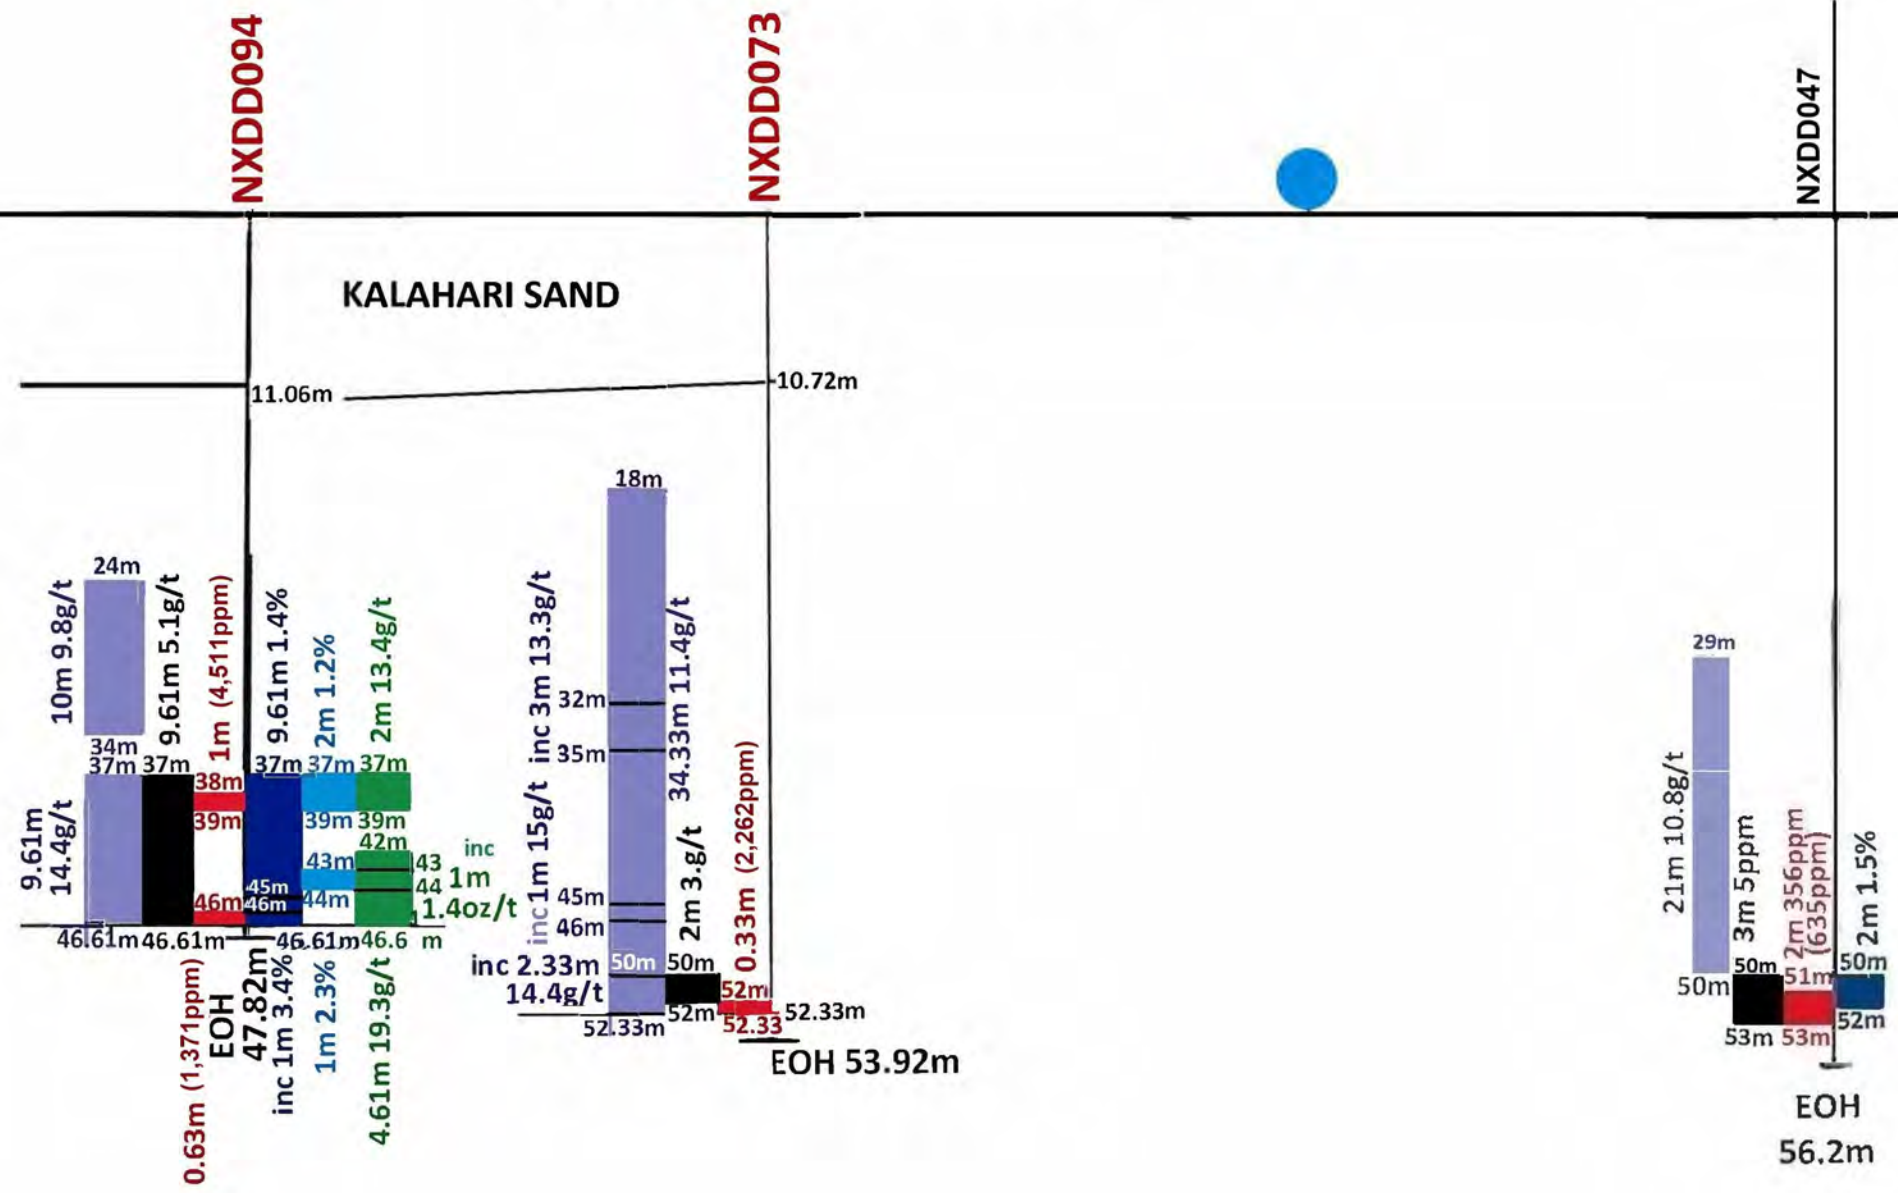 NXDD094
NXDD073
NXDD047
KALAHARI SAND
11.06m
10.72m
24m
10m 9.8g/t
34m
37m
9.61m
14.4g/t
46.61m
9.61m 5.1g/t
37m
46.61m
1m (4,511ppm)
38m
39m
46m
0.63m (1,371ppm)
EOH
47.82m
9.61m 1.4%
37m
45m
46m
46.61m
inc 1m 3.4%
2m 1.2%
37m
39m
43m
44m
1m 2.3%
2m 13.4g/t
37m
39m
42m
43
44
inc
1m
1.4oz/t
46.6 m
4.61m 19.3g/t
18m
inc 3m 13.3g/t
32m
35m
inc 1m 15g/t
45m
46m
inc 2.33m
14.4g/t
50m
52.33m
34.33m 11.4g/t
2m 3.g/t
50m
52m
0.33m (2,262ppm)
52m
52.33
52.33m
EOH 53.92m
29m
21m 10.8g/t
50m
3m 5ppm
50m
53m
2m 356ppm
(635ppm)
51m
53m
2m 1.5%
50m
52m
EOH
56.2m